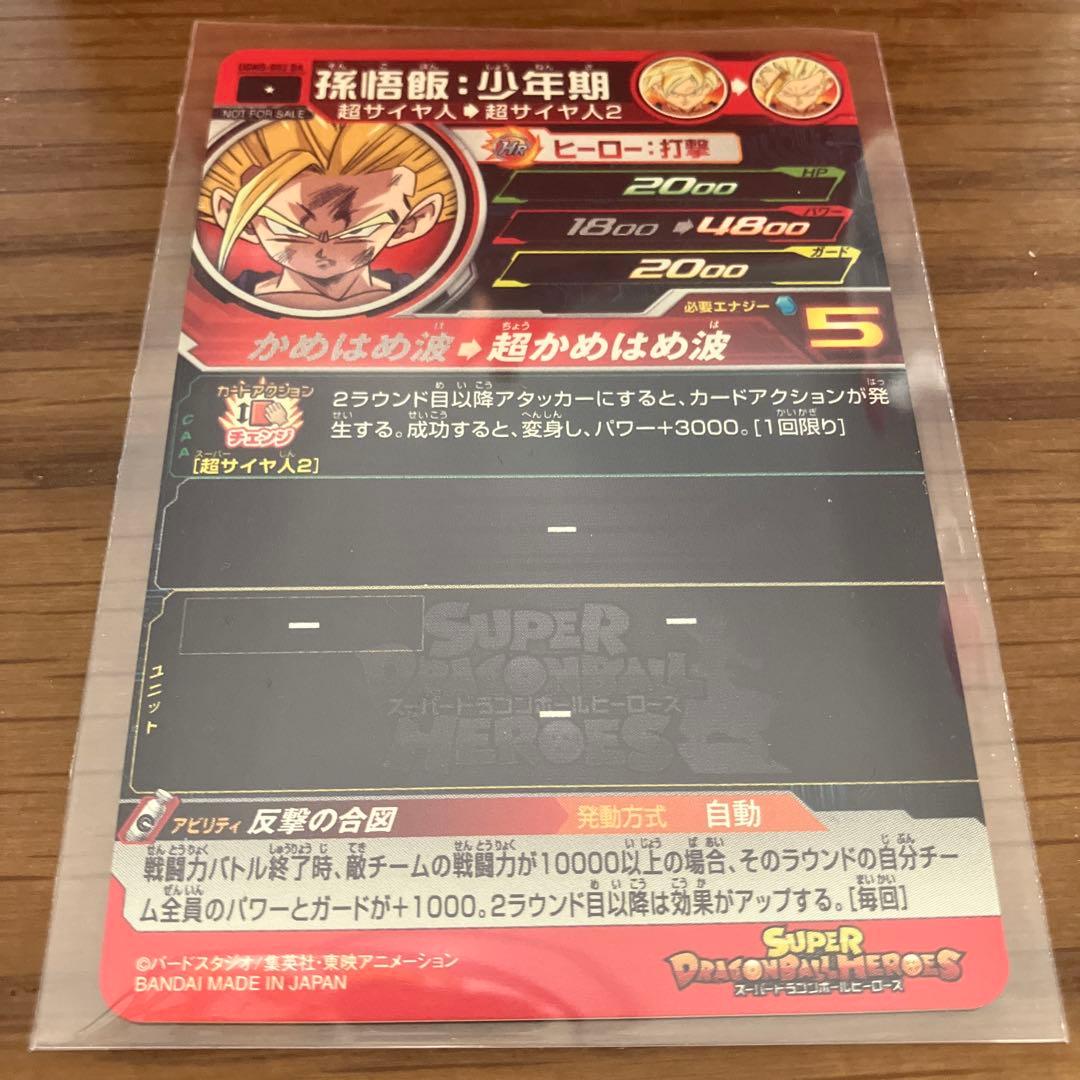 孫悟飯:少年期
超サイヤ人➡超サイヤ人2
NOT FOR SALE
HR ヒーロー:打撃
HP
2000
パワー
1800➡4800
ガード
2000
必要エナジー 5
かめはめ波➡超かめはめ波
CAA
カードアクション
チェンジ
[超サイヤ人2]
2ラウンド目以降アタッカーにすると、カードアクションが発
生する。成功すると、変身し、パワー+3000。[1回限り]
ー
ユニット
ー ー
ー
SUPER
DRAGONBALL
スーパードラゴンボールヒーローズ
HEROES
アビリティ 反撃の合図 発動方式 自動
戦闘力バトル終了時、敵チームの戦闘力が10000以上の場合、そのラウンドの自分チー
ム全員のパワーとガードが+1000。2ラウンド目以降は効果がアップする。[毎回]
©バードスタジオ/集英社・東映アニメーション
BANDAI MADE IN JAPAN
SUPER
DRAGONBALL HEROES
スーパードラゴンボールヒーローズ